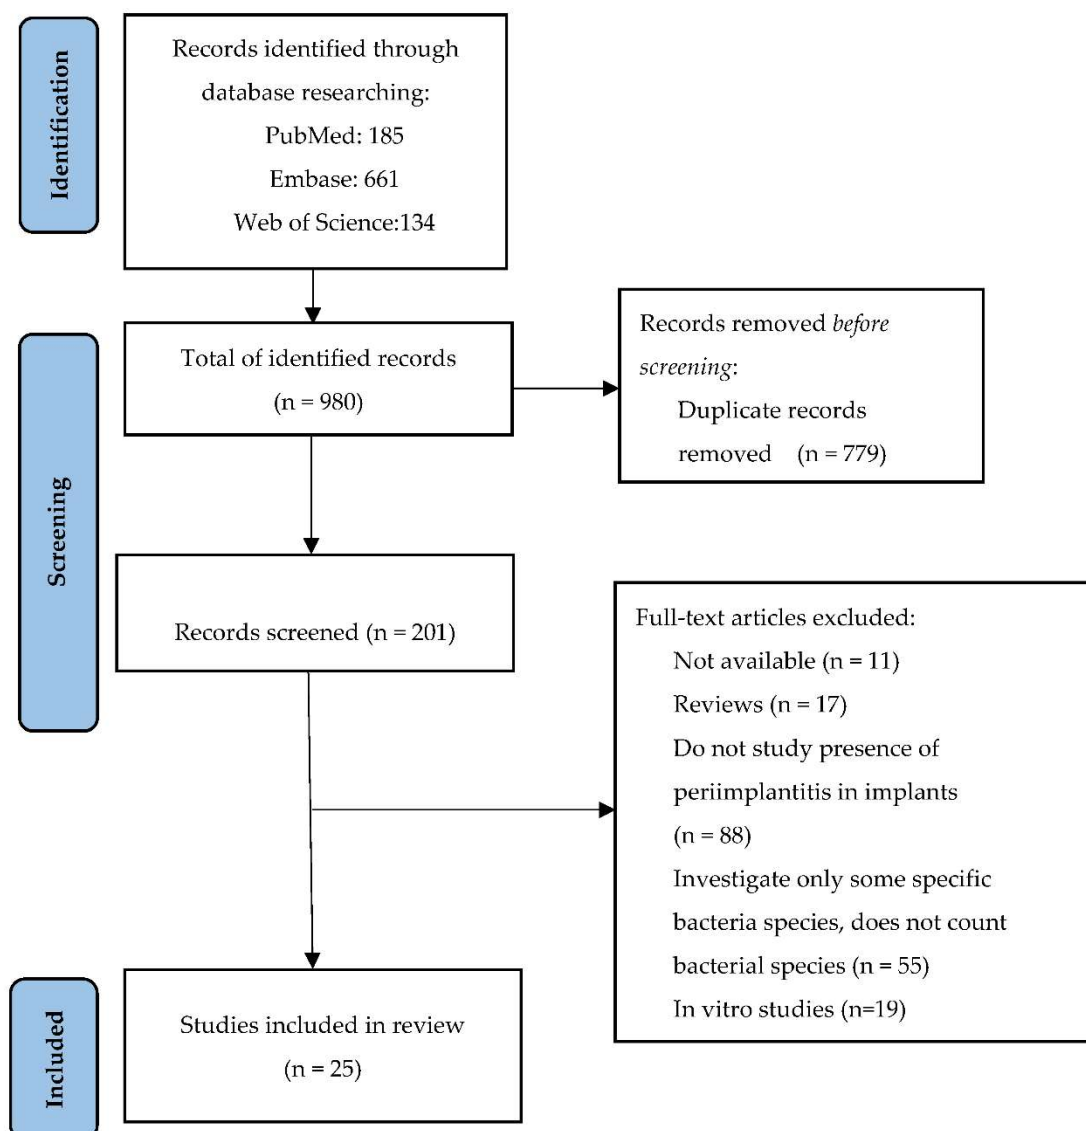 Identification
Records identified through
database researching:
PubMed: 185
Embase: 661
Web of Science:134
Screening
Total of identified records
(n = 980)
Records removed before
screening:
Duplicate records
removed (n = 779)
Records screened (n = 201)
Full-text articles excluded:
Not available (n = 11)
Reviews (n = 17)
Do not study presence of
periimplantitis in implants
(n = 88)
Investigate only some specific
bacteria species, does not count
bacterial species (n = 55)
In vitro studies (n=19)
Included
Studies included in review
(n = 25)